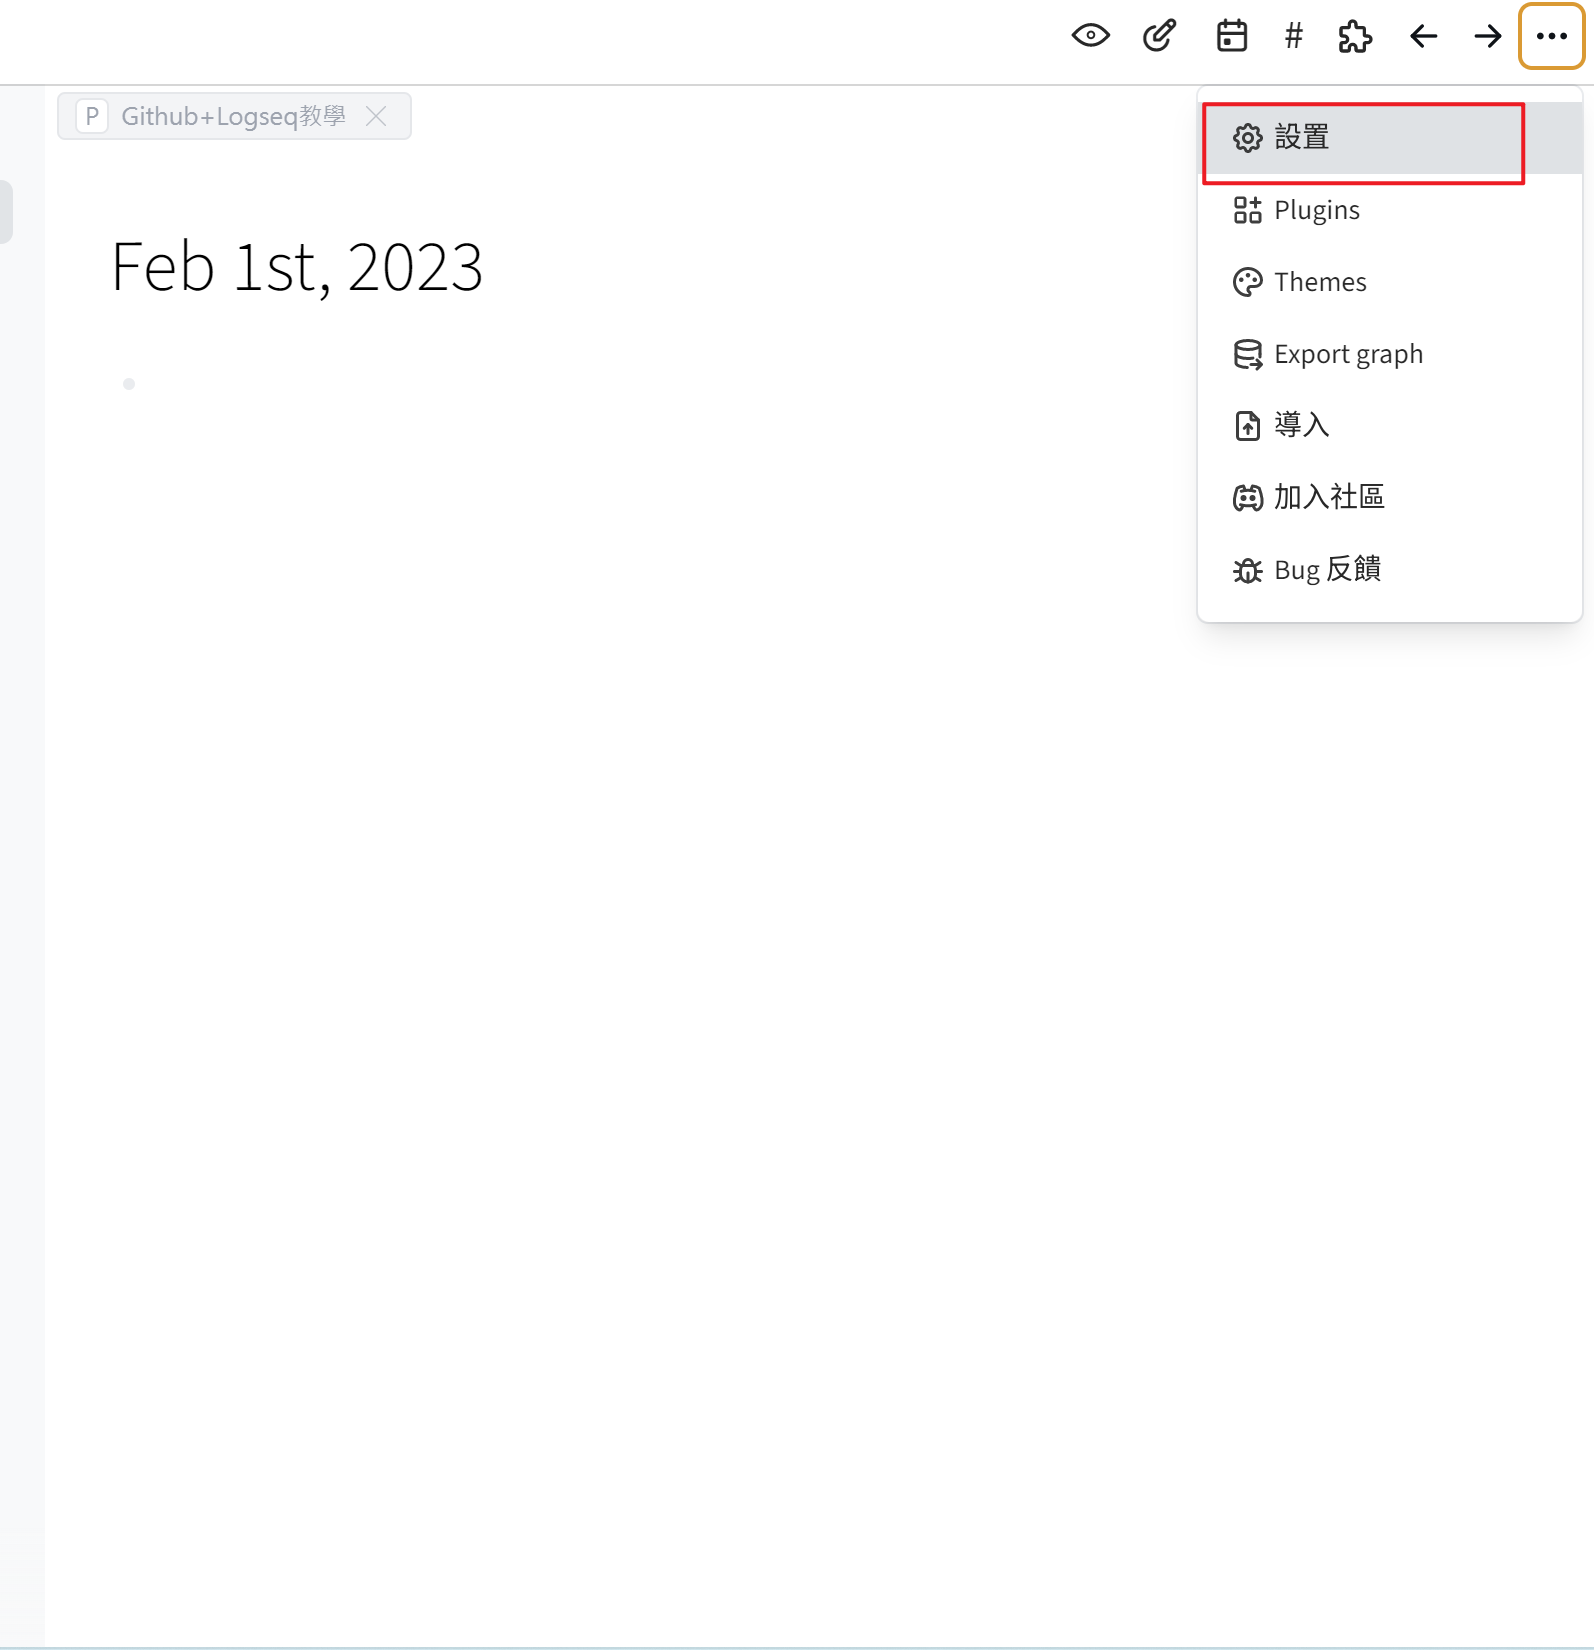 #
P Github+Logseq教學
Feb 1st, 2023
設置
Plugins
Themes
Export graph
導入
加入社區
Bug 反饋